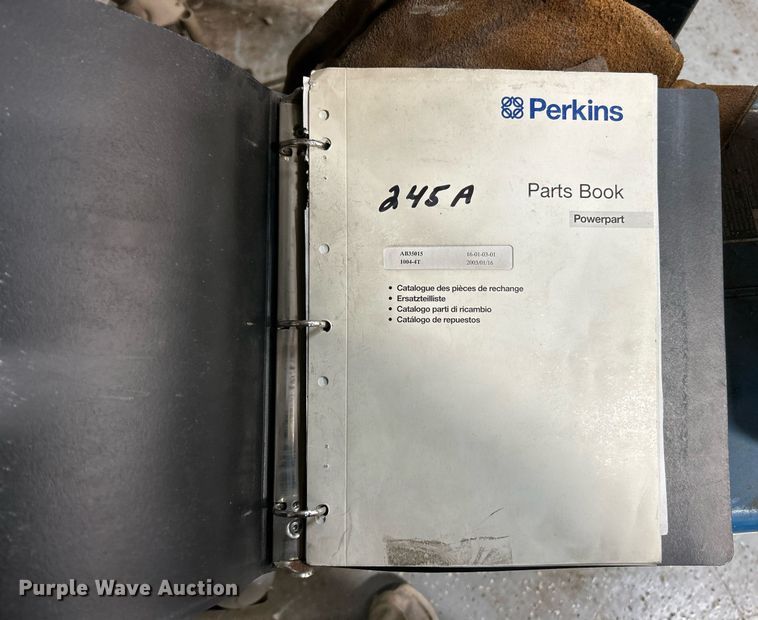 Perkins
245A
Parts Book
Powerpart
AB35015 16-01-03-01
1004-4T 2003/01/16
• Catalogue des pièces de rechange
• Ersatzteilliste
• Catalogo parti di ricambio
• Catálogo de repuestos
Purple Wave Auction